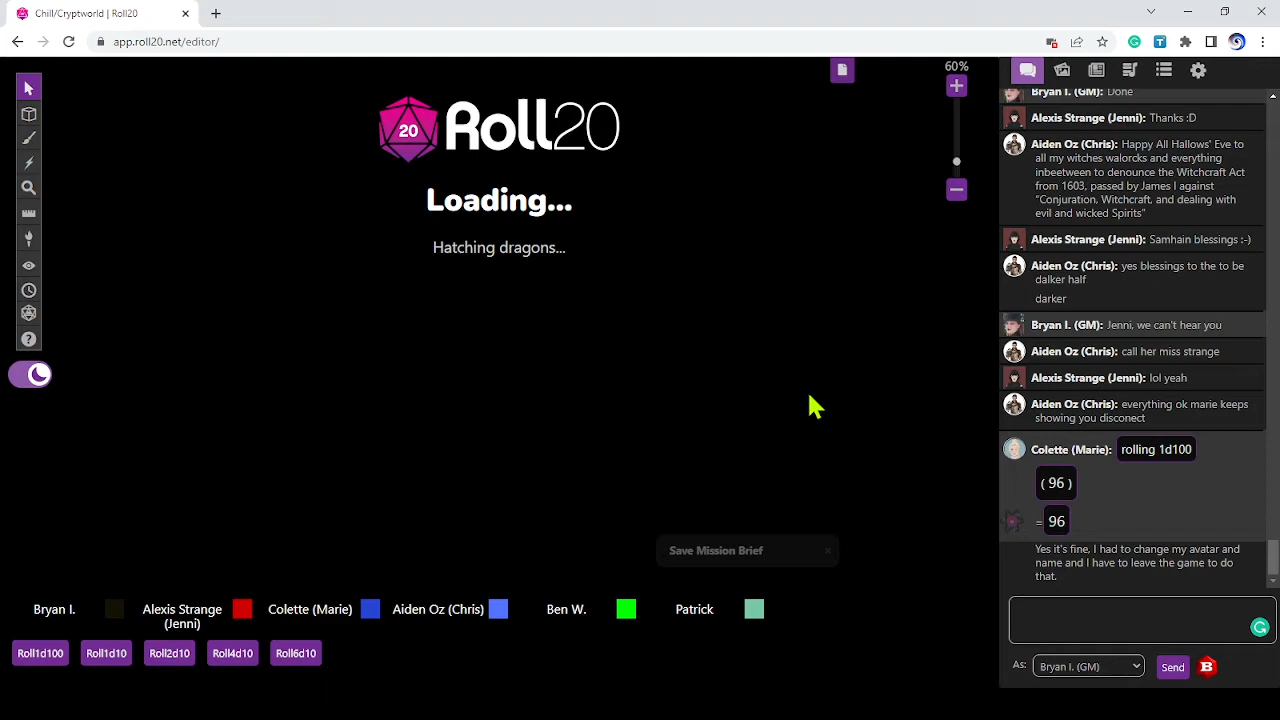 Chill/Cryptworld | Roll20
app.roll20.net/editor/
60%
20
Roll20
Loading...
Hatching dragons...
Save Mission Brief
Bryan I.
Alexis Strange
(Jenni)
Colette (Marie)
Aiden Oz (Chris)
Ben W.
Patrick
Roll1d100
Roll1d10
Roll2d10
Roll4d10
Roll6d10
Bryan I. (GM): Done
Alexis Strange (Jenni): Thanks :D
Aiden Oz (Chris): Happy All Hallows' Eve to
all my witches walorcks and everything
inbeetween to denounce the Witchcraft Act
from 1603, passed by James I against
"Conjuration, Witchcraft, and dealing with
evil and wicked Spirits"
Alexis Strange (Jenni): Samhain blessings :-)
Aiden Oz (Chris): yes blessings to the to be
dalker half
darker
Bryan I. (GM): Jenni, we can't hear you
Aiden Oz (Chris): call her miss strange
Alexis Strange (Jenni): lol yeah
Aiden Oz (Chris): everything ok marie keeps
showing you disconect
Colette (Marie): rolling 1d100
( 96 )
= 96
Yes it's fine, I had to change my avatar and
name and I have to leave the game to do
that.
As:
Bryan I. (GM)
Send
B